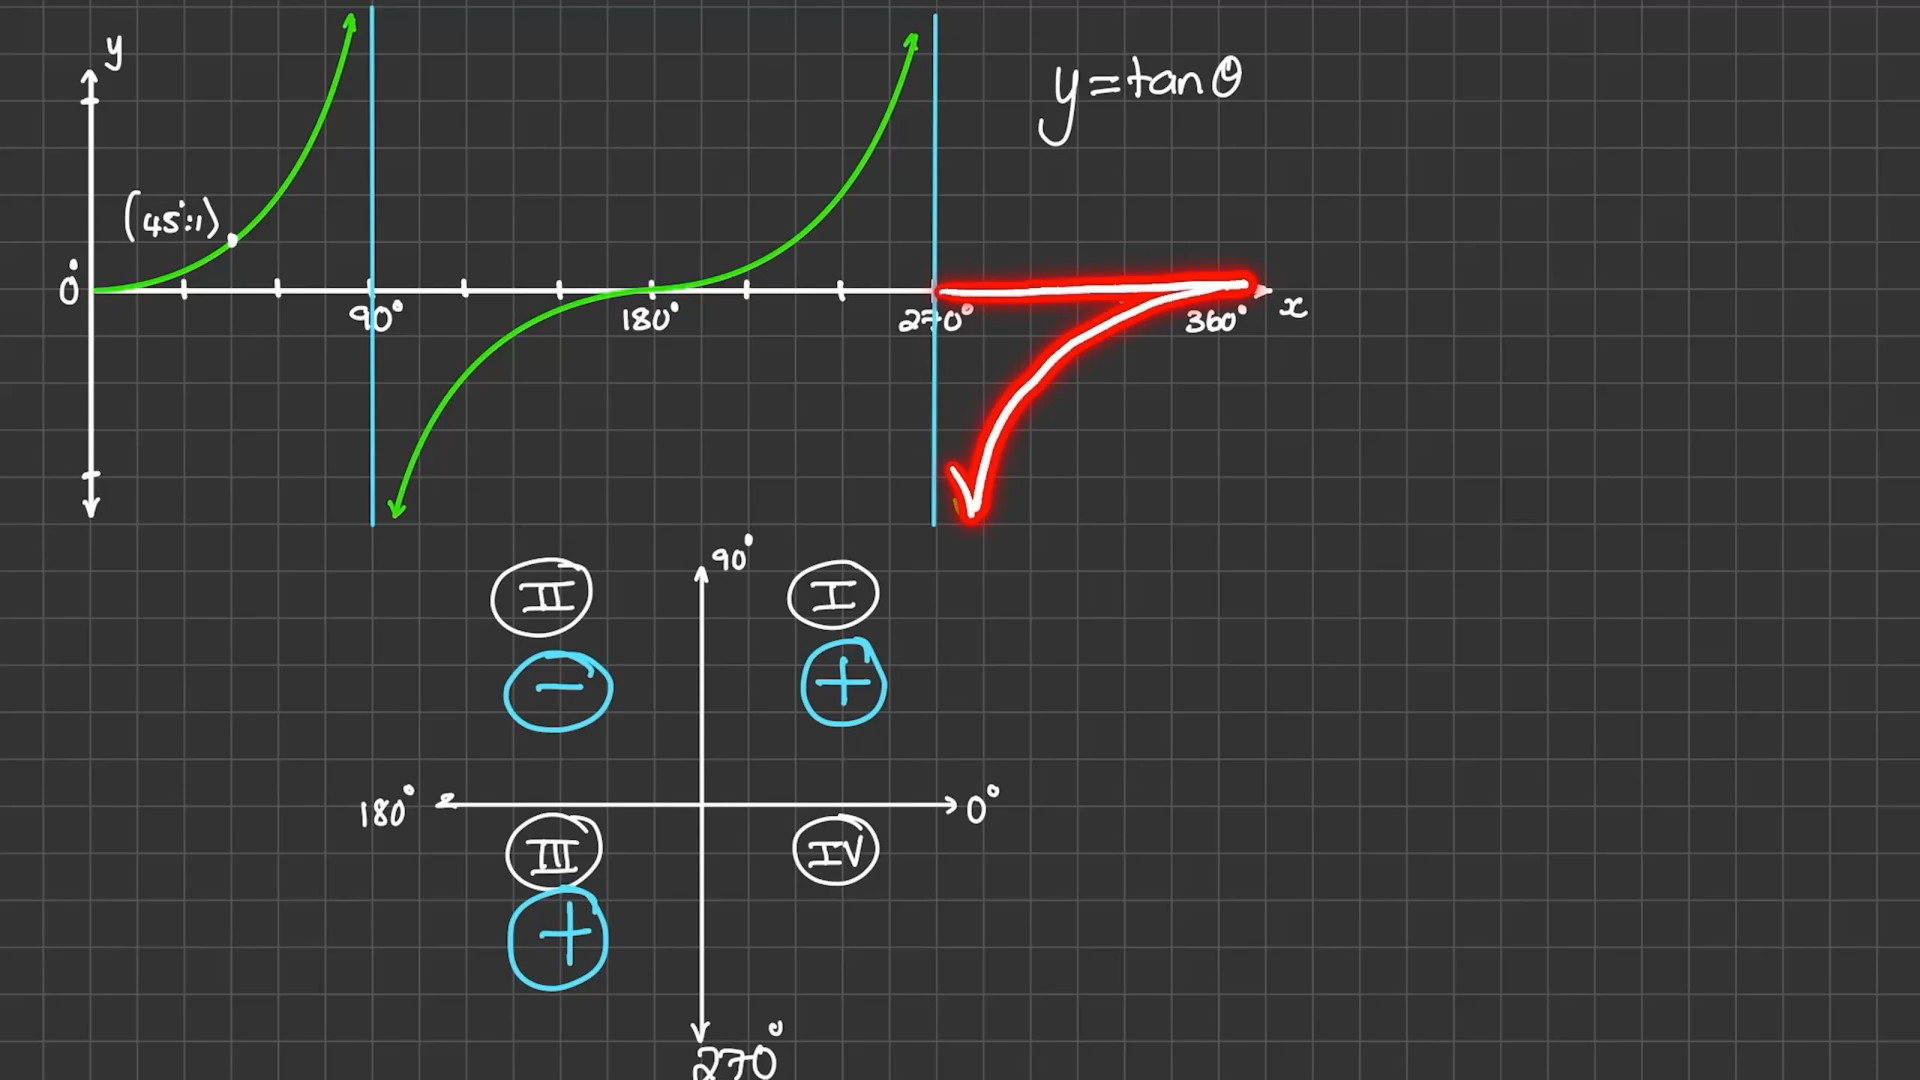 y
y=tanθ
(45°;1)
0°
90°
180°
270°
360°
x
90°
II
I
−
+
180°
0°
III
IV
+
270°